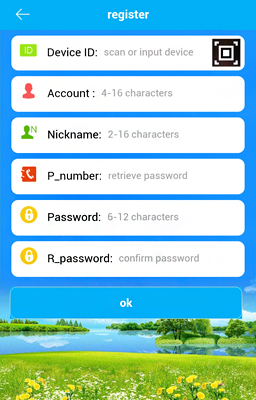 register
ID Device ID: scan or input device
Account : 4-16 characters
N Nickname: 2-16 characters
P_number: retrieve password
Password: 6-12 characters
R_password: confirm password
ok